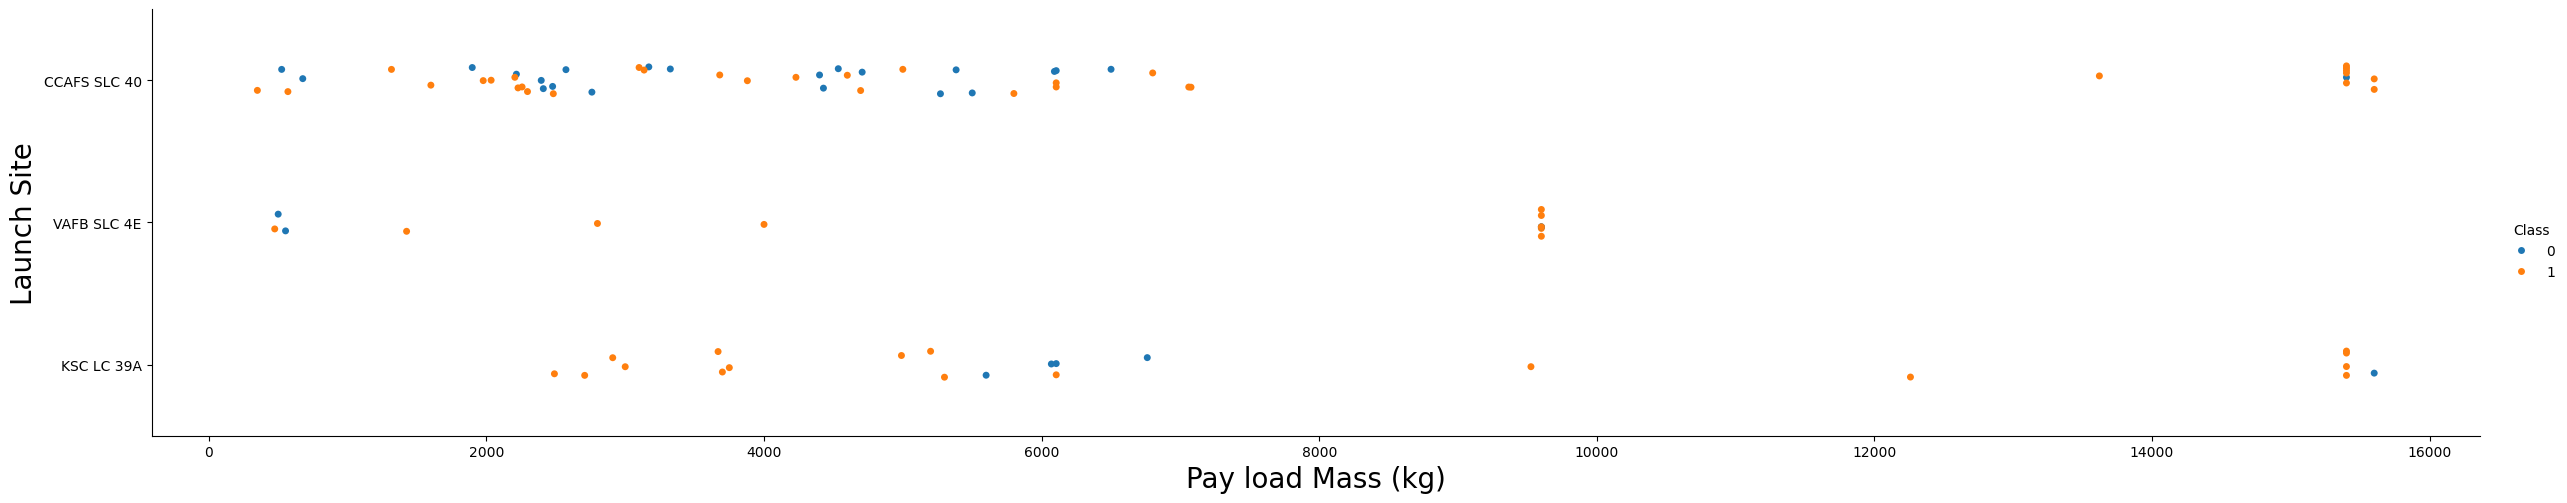 Launch Site
CCAFS SLC 40
VAFB SLC 4E
KSC LC 39A
0 2000 4000 6000 8000 10000 12000 14000 16000
Pay load Mass (kg)
Class
0
1